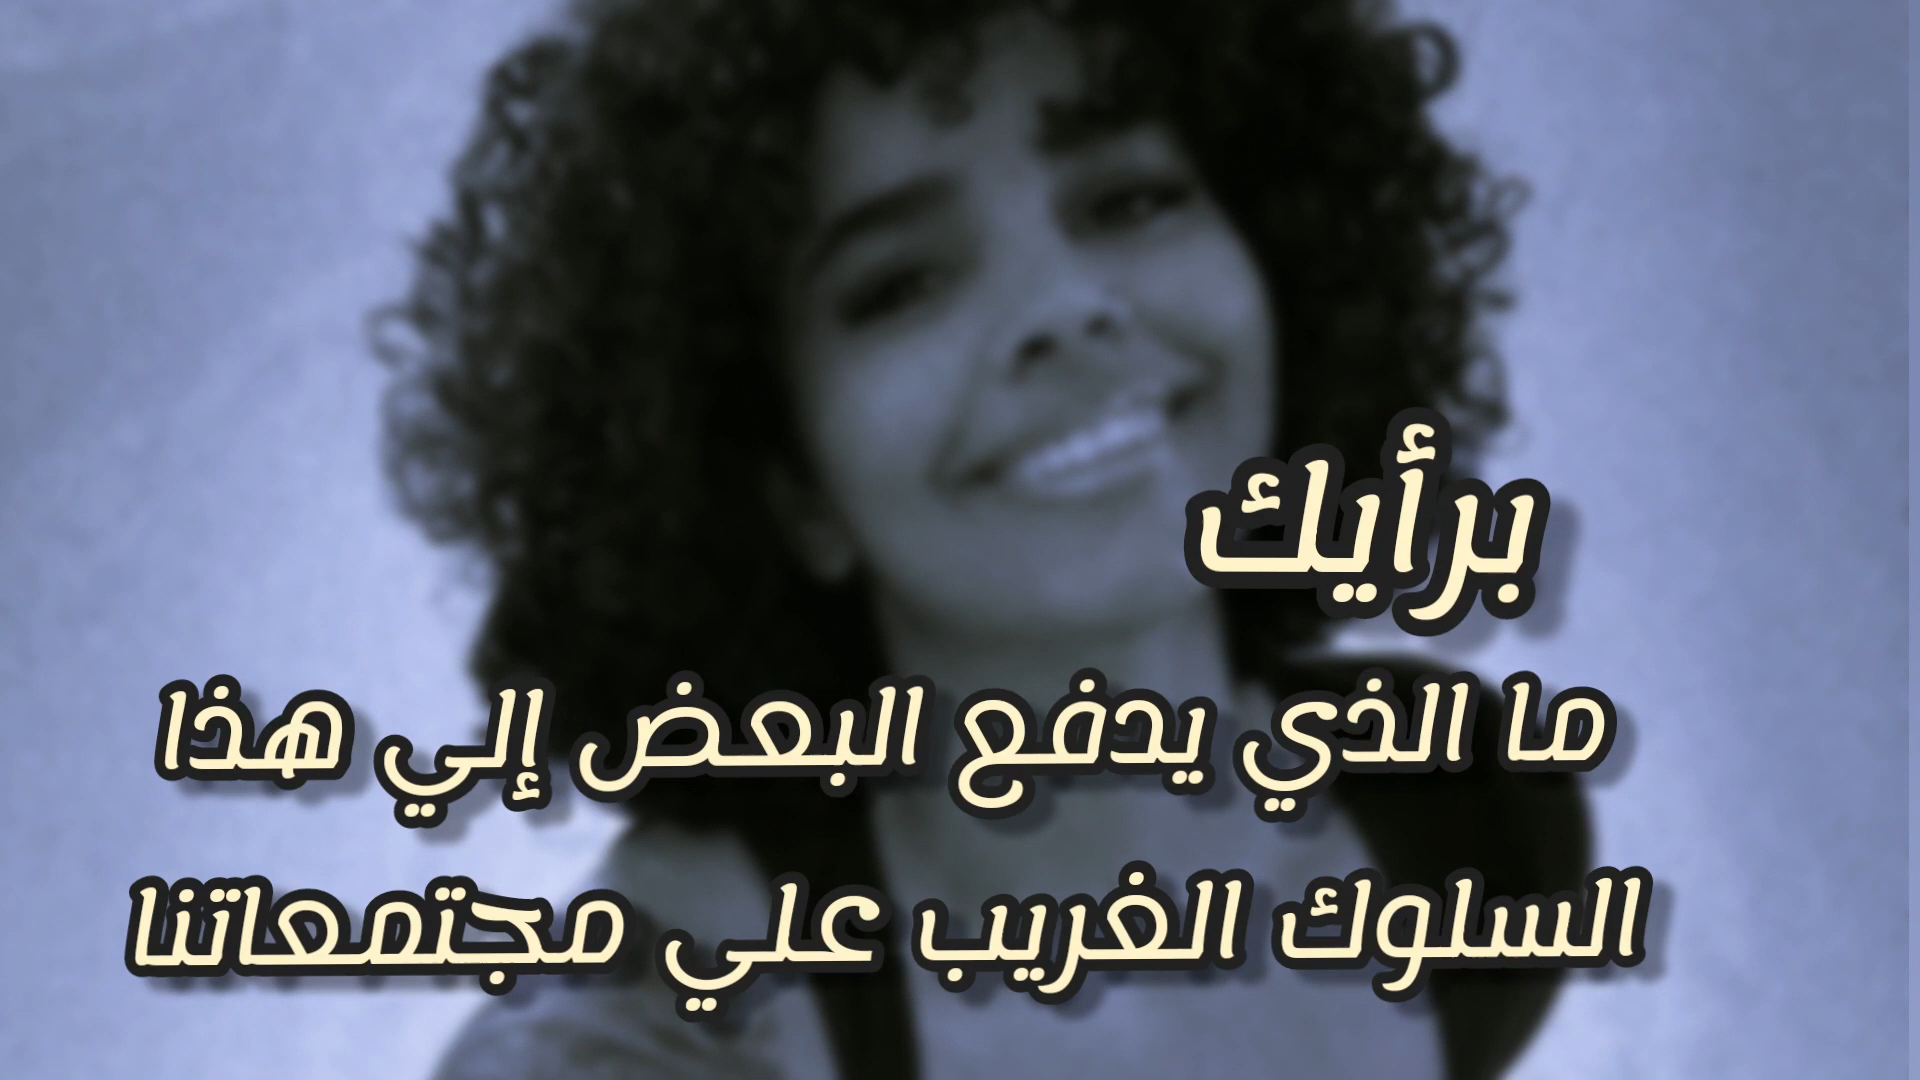 برأيك
ما الذي يدفع البعض إلي هذا
السلوك الغريب علي مجتمعاتنا